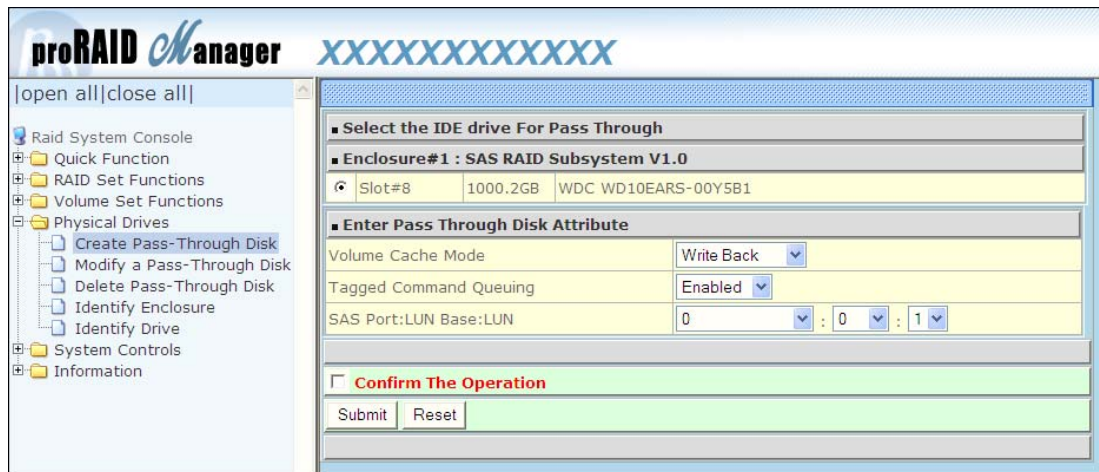 proRAID Manager XXXXXXXXXXXX
|open all|close all|
Raid System Console
Quick Function
RAID Set Functions
Volume Set Functions
Physical Drives
Create Pass-Through Disk
Modify a Pass-Through Disk
Delete Pass-Through Disk
Identify Enclosure
Identify Drive
System Controls
Information
Select the IDE drive For Pass Through
Enclosure#1 : SAS RAID Subsystem V1.0
Slot#8 1000.2GB WDC WD10EARS-00Y5B1
Enter Pass Through Disk Attribute
Volume Cache Mode Write Back
Tagged Command Queuing Enabled
SAS Port:LUN Base:LUN 0 : 0 : 1
Confirm The Operation
Submit Reset